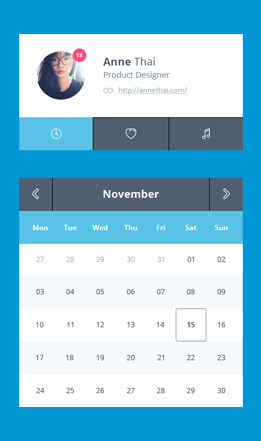 18
Anne Thai
Product Designer
http://annethai.com/
November
Mon Tue Wed Thu Fri Sat Sun
27 28 29 30 31 01 02
03 04 05 06 07 08 09
10 11 12 13 14 15 16
17 18 19 20 21 22 23
24 25 26 27 28 29 30